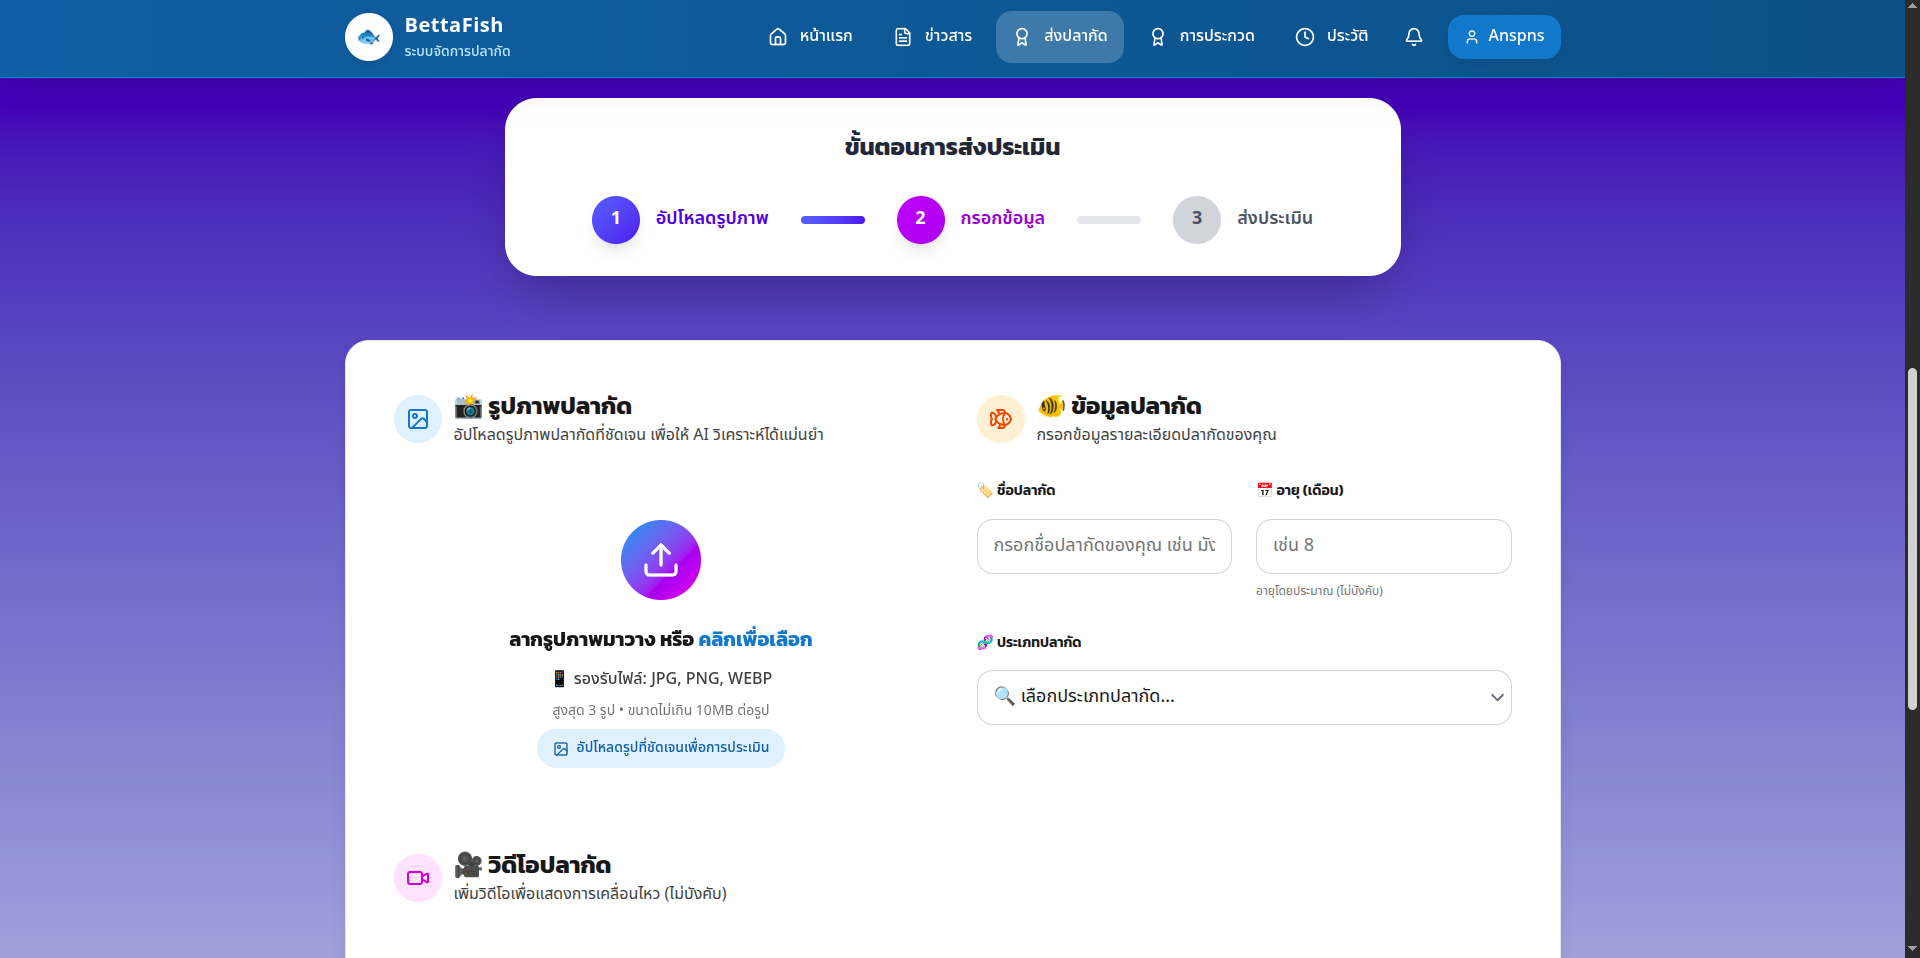 BettaFish
ระบบจัดการปลากัด
หน้าแรก
ข่าวสาร
ส่งปลากัด
การประกวด
ประวัติ
Anspns
ขั้นตอนการส่งประเมิน
1 อัปโหลดรูปภาพ
2 กรอกข้อมูล
3 ส่งประเมิน
📸 รูปภาพปลากัด
อัปโหลดรูปภาพปลากัดที่ชัดเจน เพื่อให้ AI วิเคราะห์ได้แม่นยำ
ลากรูปภาพมาวาง หรือ คลิกเพื่อเลือก
📱 รองรับไฟล์: JPG, PNG, WEBP
สูงสุด 3 รูป • ขนาดไม่เกิน 10MB ต่อรูป
อัปโหลดรูปที่ชัดเจนเพื่อการประเมิน
🐠 ข้อมูลปลากัด
กรอกข้อมูลรายละเอียดปลากัดของคุณ
🏷️ ชื่อปลากัด
กรอกชื่อปลากัดของคุณ เช่น มัง
📅 อายุ (เดือน)
เช่น 8
อายุโดยประมาณ (ไม่บังคับ)
🧬 ประเภทปลากัด
🔍 เลือกประเภทปลากัด...
🎥 วิดีโอปลากัด
เพิ่มวิดีโอเพื่อแสดงการเคลื่อนไหว (ไม่บังคับ)